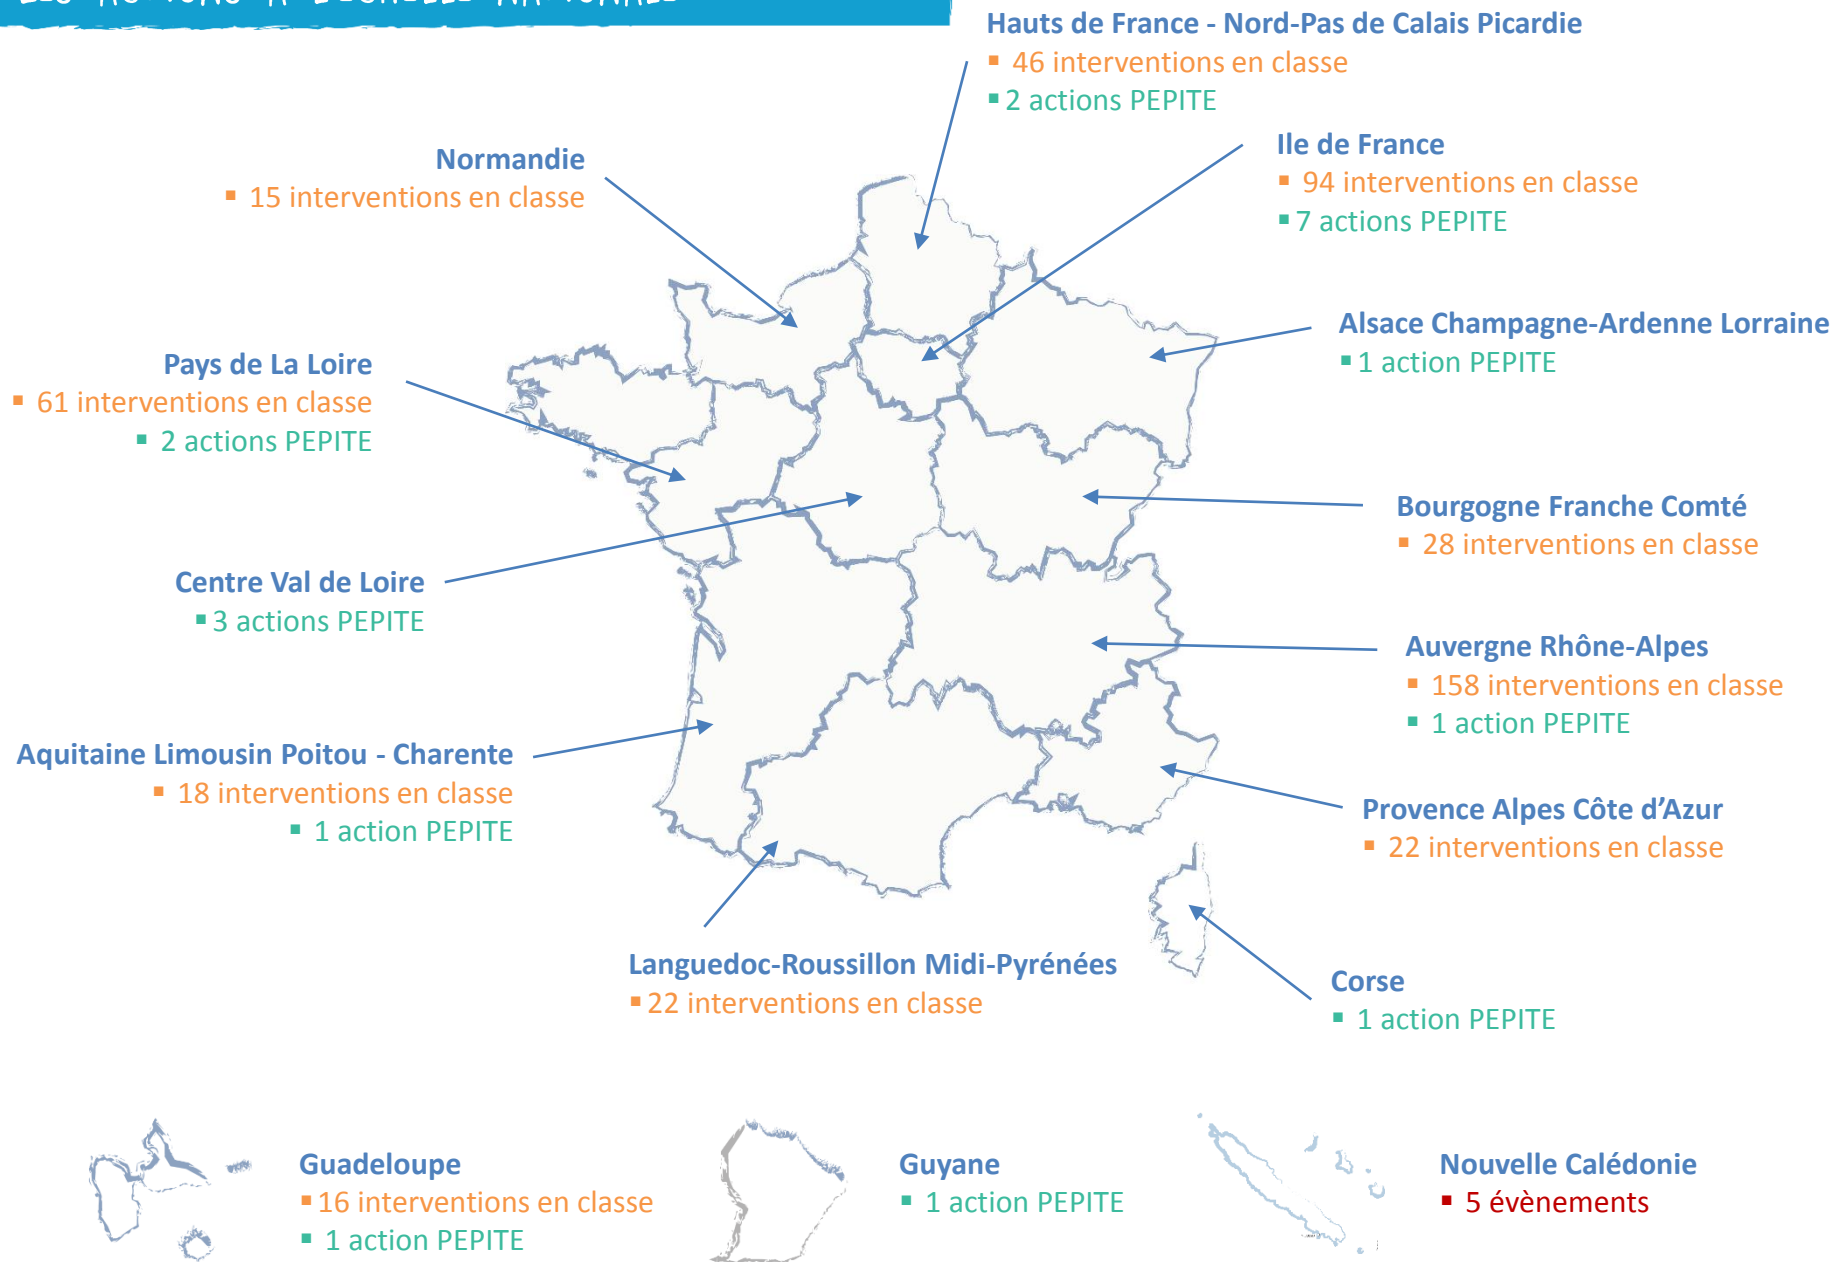 LES ACTIONS A L'ECHELLE NATIONALE
Hauts de France - Nord-Pas de Calais Picardie
▪ 46 interventions en classe
▪ 2 actions PEPITE
Ile de France
▪ 94 interventions en classe
▪ 7 actions PEPITE
Normandie
▪ 15 interventions en classe
Alsace Champagne-Ardenne Lorraine
▪ 1 action PEPITE
Pays de La Loire
▪ 61 interventions en classe
▪ 2 actions PEPITE
Bourgogne Franche Comté
▪ 28 interventions en classe
Centre Val de Loire
▪ 3 actions PEPITE
Auvergne Rhône-Alpes
▪ 158 interventions en classe
▪ 1 action PEPITE
Aquitaine Limousin Poitou - Charente
▪ 18 interventions en classe
▪ 1 action PEPITE
Provence Alpes Côte d’Azur
▪ 22 interventions en classe
Languedoc-Roussillon Midi-Pyrénées
▪ 22 interventions en classe
Corse
▪ 1 action PEPITE
Guadeloupe
▪ 16 interventions en classe
▪ 1 action PEPITE
Guyane
▪ 1 action PEPITE
Nouvelle Calédonie
▪ 5 évènements